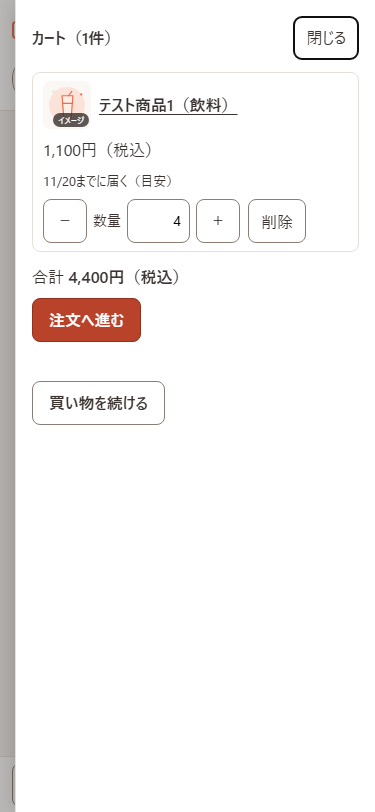 カート（1件）
閉じる
イメージ
テスト商品1（飲料）
1,100円（税込）
11/20までに届く（目安）
− 数量 4 ＋ 削除
合計 4,400円（税込）
注文へ進む
買い物を続ける